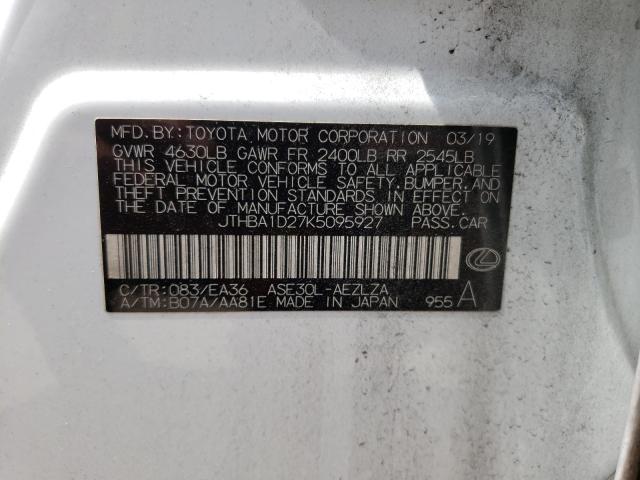 MFD.BY:TOYOTA MOTOR CORPORATION 03/19
GVWR 4630LB GAWR FR 2400LB RR 2545LB
THIS VEHICLE CONFORMS TO ALL APPLICABLE
FEDERAL MOTOR VEHICLE SAFETY,BUMPER,AND
THEFT PREVENTION STANDARDS IN EFFECT ON
THE DATE OF MANUFACTURE SHOWN ABOVE.
JTHBA1D27K5095927 PASS.CAR
C/TR:083/EA36 ASE30L-AEZLZA
A/TM:B07A/AA81E MADE IN JAPAN 955 A